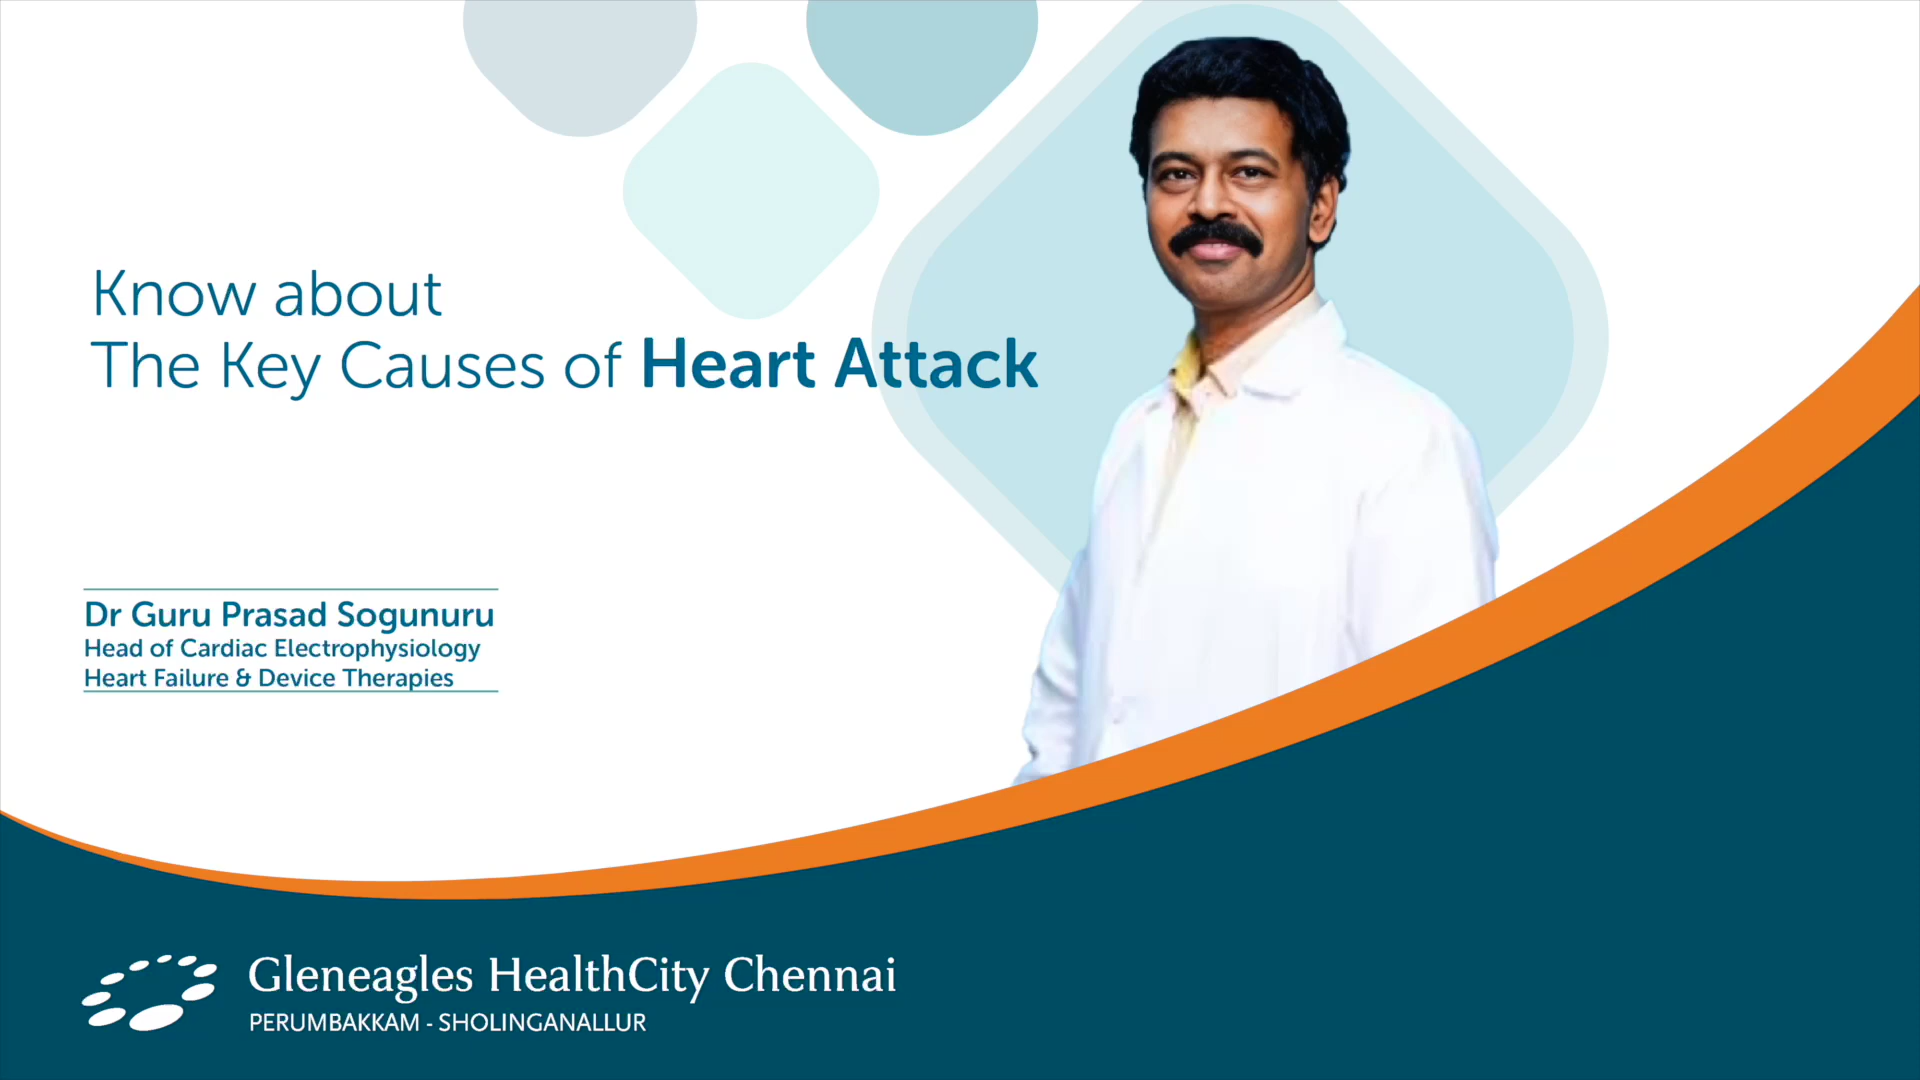 Know about
The Key Causes of Heart Attack
Dr Guru Prasad Sogunuru
Head of Cardiac Electrophysiology
Heart Failure & Device Therapies
Gleneagles HealthCity Chennai
PERUMBAKKAM - SHOLINGANALLUR